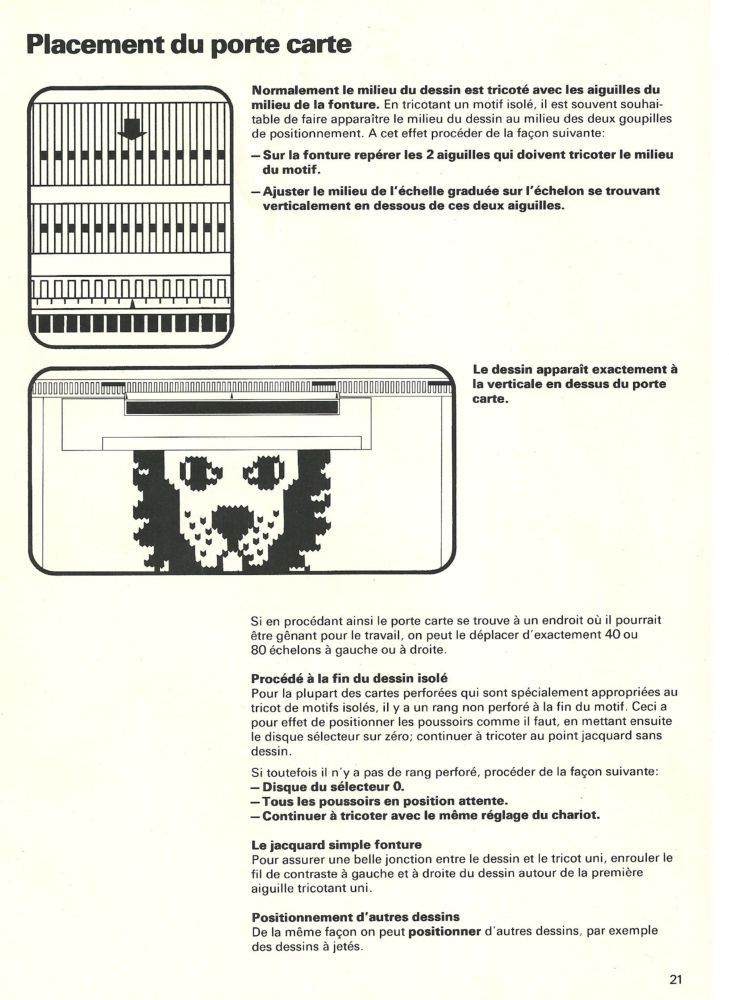 Placement du porte carte
Normalement le milieu du dessin est tricoté avec les aiguilles du
milieu de la fonture. En tricotant un motif isolé, il est souvent souhai-
table de faire apparaître le milieu du dessin au milieu des deux goupilles
de positionnement. A cet effet procéder de la façon suivante:
— Sur la fonture repérer les 2 aiguilles qui doivent tricoter le milieu
du motif.
— Ajuster le milieu de l'échelle graduée sur l'échelon se trouvant
verticalement en dessous de ces deux aiguilles.
Le dessin apparaît exactement à
la verticale en dessus du porte
carte.
Si en procédant ainsi le porte carte se trouve à un endroit où il pourrait
être gênant pour le travail, on peut le déplacer d'exactement 40 ou
80 échelons à gauche ou à droite.
Procédé à la fin du dessin isolé
Pour la plupart des cartes perforées qui sont spécialement appropriées au
tricot de motifs isolés, il y a un rang non perforé à la fin du motif. Ceci a
pour effet de positionner les poussoirs comme il faut, en mettant ensuite
le disque sélecteur sur zéro; continuer à tricoter au point jacquard sans
dessin.
Si toutefois il n'y a pas de rang perforé, procéder de la façon suivante:
— Disque du sélecteur 0.
— Tous les poussoirs en position attente.
— Continuer à tricoter avec le même réglage du chariot.
Le jacquard simple fonture
Pour assurer une belle jonction entre le dessin et le tricot uni, enrouler le
fil de contraste à gauche et à droite du dessin autour de la première
aiguille tricotant uni.
Positionnement d'autres dessins
De la même façon on peut positionner d'autres dessins, par exemple
des dessins à jetés.
21